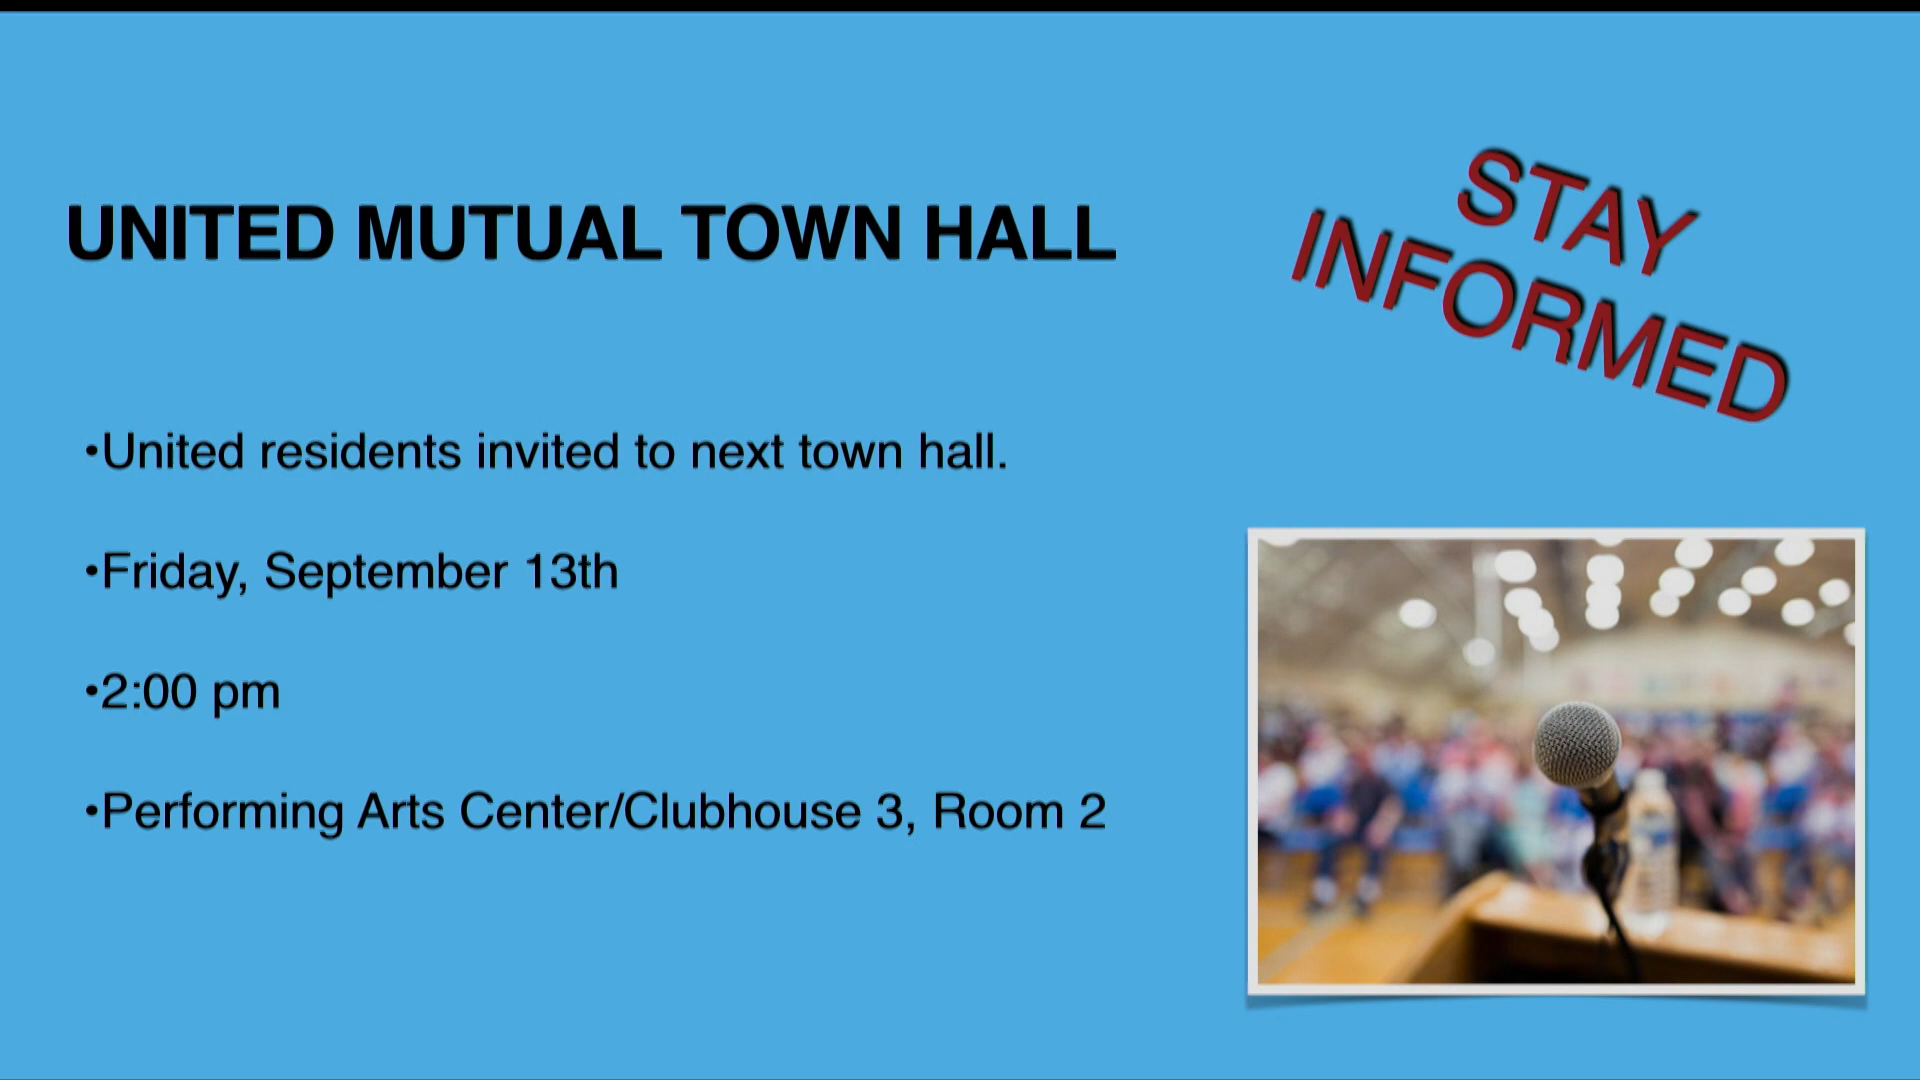 UNITED MUTUAL TOWN HALL
STAY
INFORMED
•United residents invited to next town hall.
•Friday, September 13th
•2:00 pm
•Performing Arts Center/Clubhouse 3, Room 2